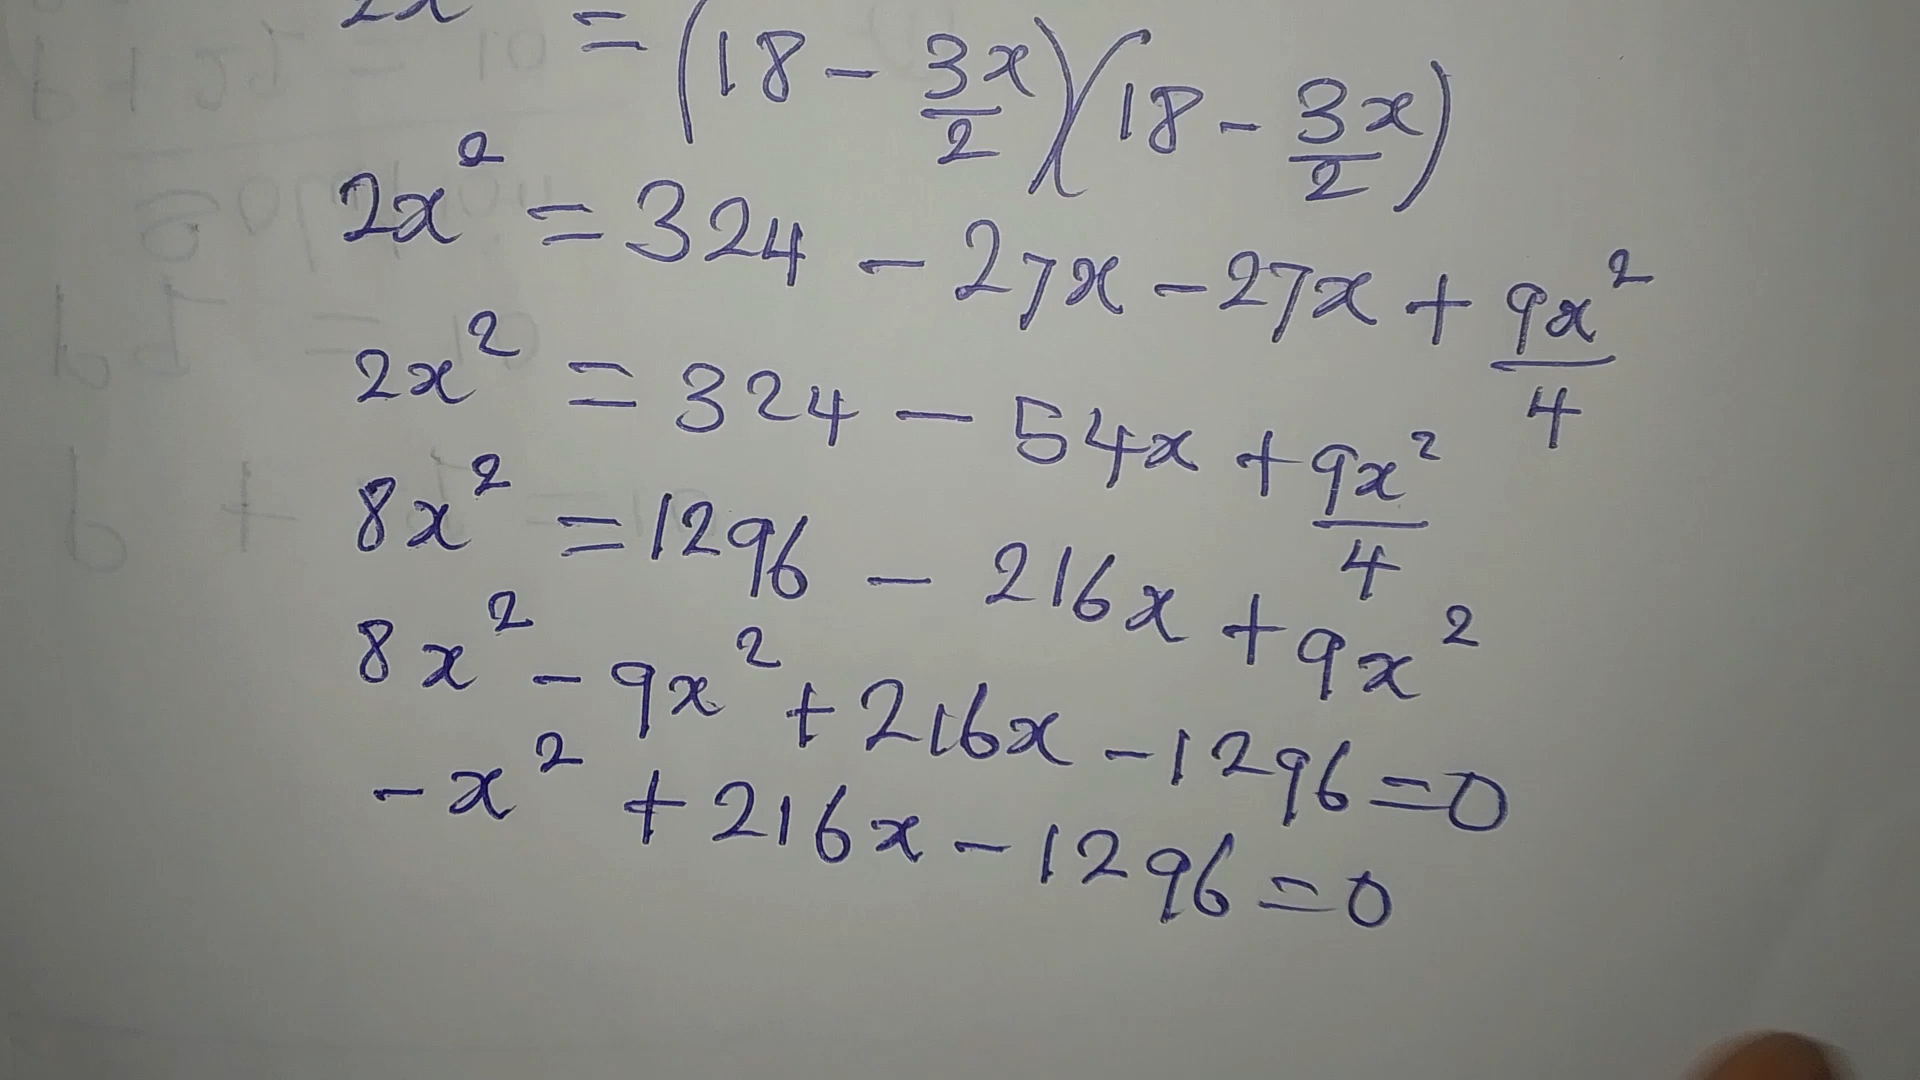 2x = (18 - 3x/2)(18 - 3x/2)
2x² = 324 - 27x - 27x + 9x²/4
2x² = 324 - 54x + 9x²/4
8x² = 1296 - 216x + 9x²
8x² - 9x² + 216x - 1296 = 0
-x² + 216x - 1296 = 0